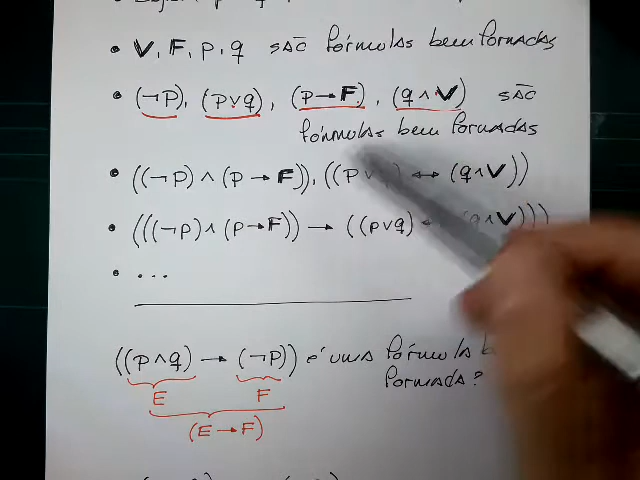 • V, F, p, q são fórmulas bem formadas
• (¬p), (p∨q), (p→F), (q∧V) são
fórmulas bem formadas
• ((¬p) ∧ (p → F)), ((p ∨ ) ↔ (q∧V))
• (((¬p) ∧ (p→F)) → ((p∨q) (q∧V)))
• ...
((p∧q) → (¬p)) é uma fórmula
formada?
E F
(E → F)